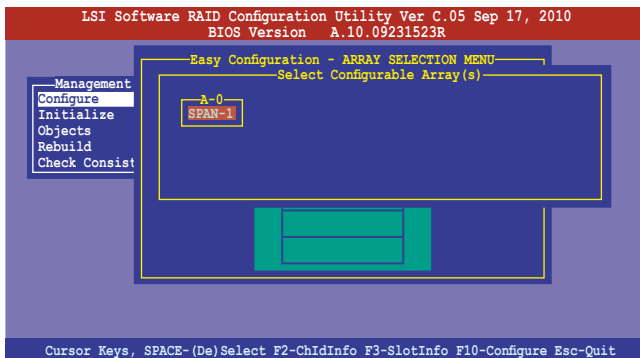 LSI Software RAID Configuration Utility Ver C.05 Sep 17, 2010
BIOS Version A.10.09231523R
Easy Configuration - ARRAY SELECTION MENU
Select Configurable Array(s)
Management
Configure
Initialize
Objects
Rebuild
Check Consist
A-0
SPAN-1
Cursor Keys, SPACE-(De)Select F2-ChIdInfo F3-SlotInfo F10-Configure Esc-Quit